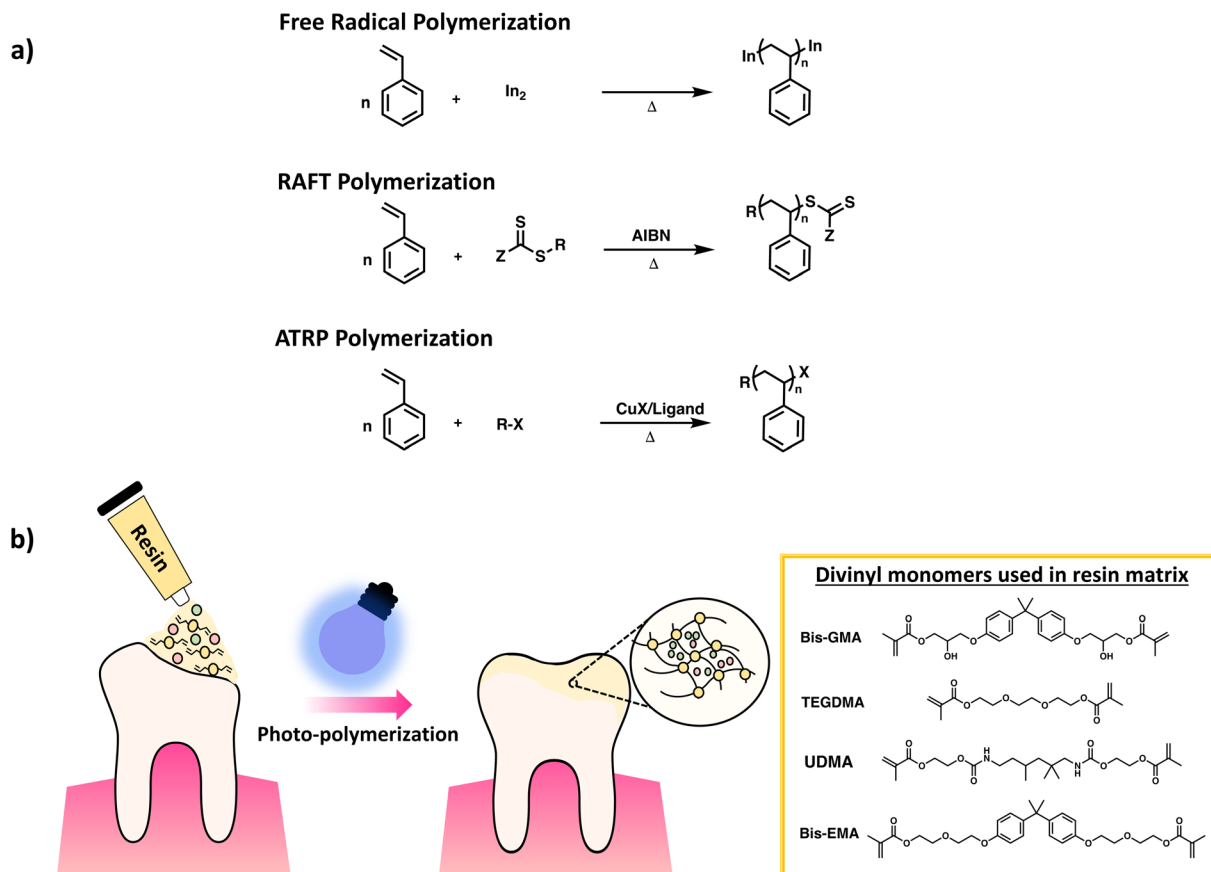 a)
Free Radical Polymerization
n + In2 Δ In ( ) n In
RAFT Polymerization
n + S Z S R AIBN Δ R ( ) n S S Z
ATRP Polymerization
n + R-X CuX/Ligand Δ R ( ) n X
b)
Resin
Photo-polymerization
Divinyl monomers used in resin matrix
Bis-GMA
O O OH O O OH O O
TEGDMA
O O O O O O
UDMA
O O O O N H H N O O O O
Bis-EMA
O O O O O O O O